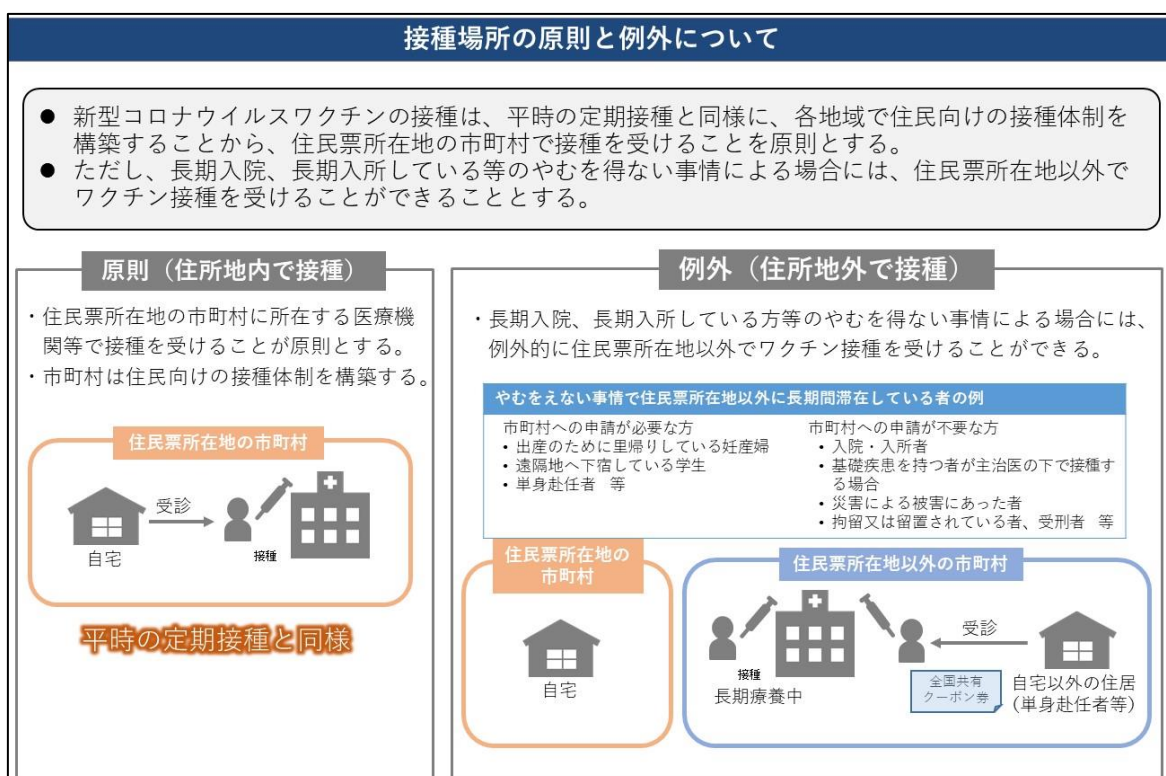 接種場所の原則と例外について
● 新型コロナウイルスワクチンの接種は、平時の定期接種と同様に、各地域で住民向けの接種体制を
構築することから、住民票所在地の市町村で接種を受けることを原則とする。
● ただし、長期入院、長期入所している等のやむを得ない事情による場合には、住民票所在地以外で
ワクチン接種を受けることができることとする。
原則（住所地内で接種）
・住民票所在地の市町村に所在する医療機
関等で接種を受けることが原則とする。
・市町村は住民向けの接種体制を構築する。
住民票所在地の市町村
受診
自宅
接種
平時の定期接種と同様
例外（住所地外で接種）
・長期入院、長期入所している方等のやむを得ない事情による場合には、
例外的に住民票所在地以外でワクチン接種を受けることができる。
やむをえない事情で住民票所在地以外に長期間滞在している者の例
市町村への申請が必要な方
• 出産のために里帰りしている妊産婦
• 遠隔地へ下宿している学生
• 単身赴任者 等
市町村への申請が不要な方
• 入院・入所者
• 基礎疾患を持つ者が主治医の下で接種す
る場合
• 災害による被害にあった者
• 拘留又は留置されている者、受刑者 等
住民票所在地の
市町村
自宅
住民票所在地以外の市町村
接種
長期療養中
受診
全国共有
クーポン券
自宅以外の住居
（単身赴任者等）